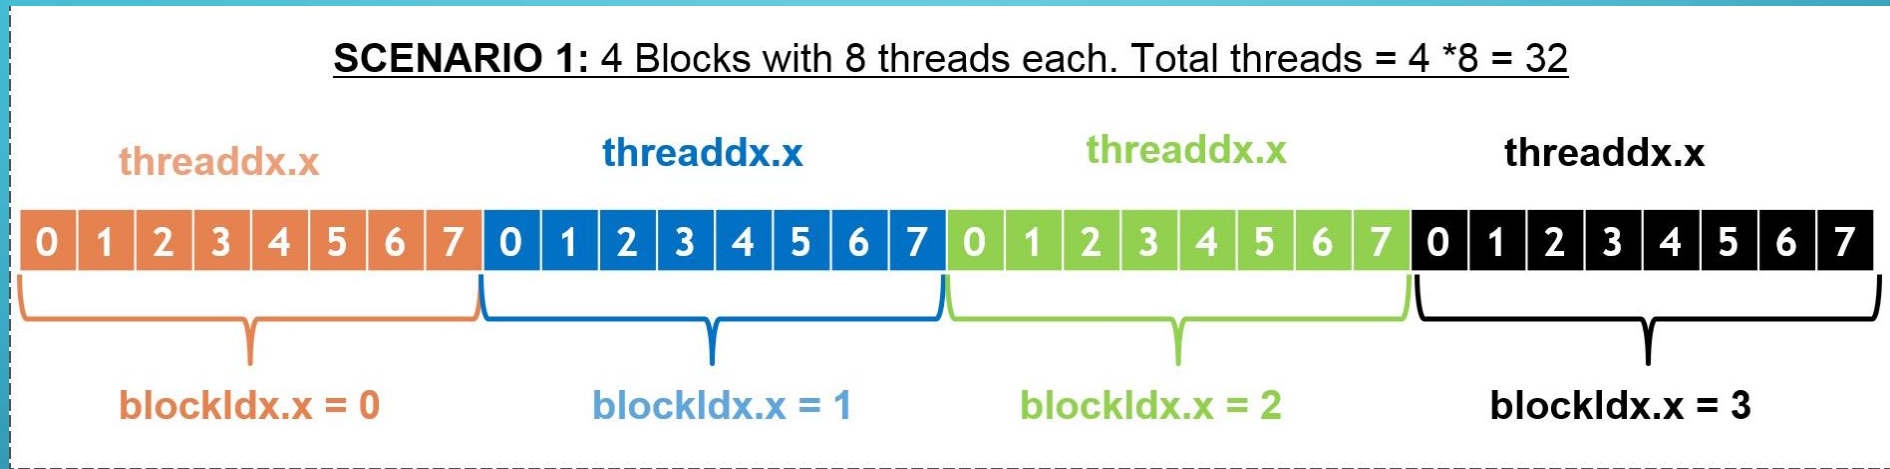 SCENARIO 1: 4 Blocks with 8 threads each. Total threads = 4 *8 = 32
threaddx.x threaddx.x threaddx.x threaddx.x
0 1 2 3 4 5 6 7 0 1 2 3 4 5 6 7 0 1 2 3 4 5 6 7 0 1 2 3 4 5 6 7
blockIdx.x = 0 blockIdx.x = 1 blockIdx.x = 2 blockIdx.x = 3